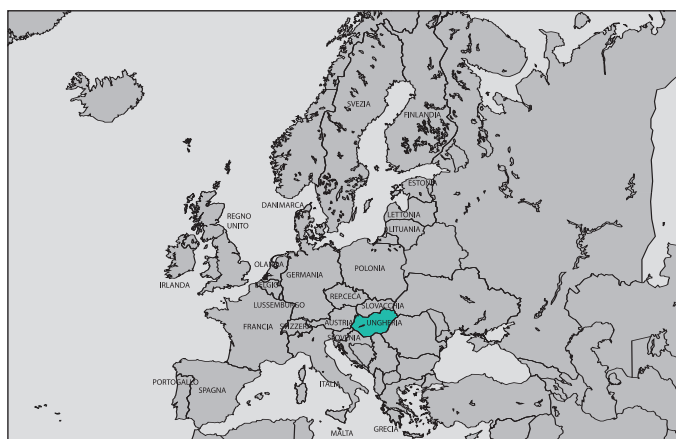 SVEZIA
FINLANDIA
ESTONIA
DANIMARCA
LETTONIA
REGNO
UNITO
LITUANIA
OLANDA
POLONIA
IRLANDA
BELGIO
GERMANIA
REP.CECA
LUSSEMBURGO
SLOVACCHIA
FRANCIA
SVIZZERA
AUSTRIA
UNGHERIA
SLOVENIA
PORTOGALLO
SPAGNA
ITALIA
GRECIA
MALTA